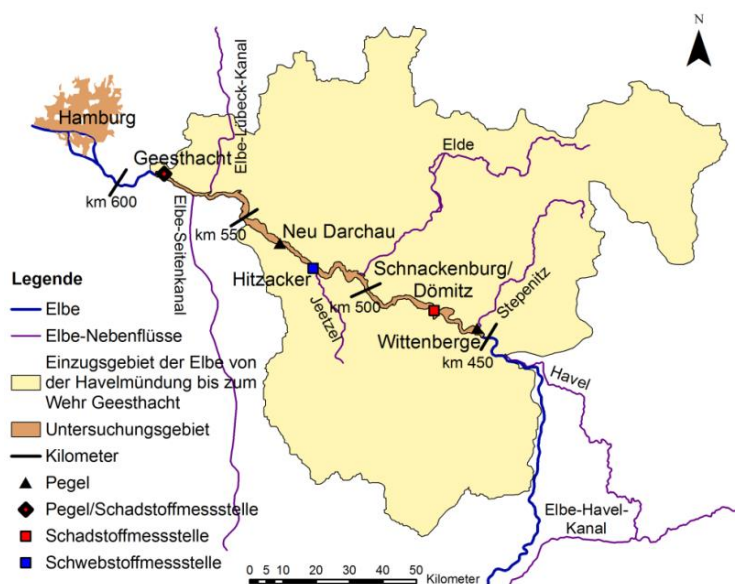 N
Hamburg
Elbe-Lübeck-Kanal
Geesthacht
Elde
km 600
Elbe-Seitenkanal
km 550
Neu Darchau
Hitzacker
Schnackenburg/
Dömitz
km 500
Stepenitz
Jeetzel
Wittenberge
km 450
Havel
Elbe-Havel-
Kanal
Legende
Elbe
Elbe-Nebenflüsse
Einzugsgebiet der Elbe von
der Havelmündung bis zum
Wehr Geesthacht
Untersuchungsgebiet
Kilometer
Pegel
Pegel/Schadstoffmessstelle
Schadstoffmessstelle
Schwebstoffmessstelle
0 5 10 20 30 40 50
Kilometer